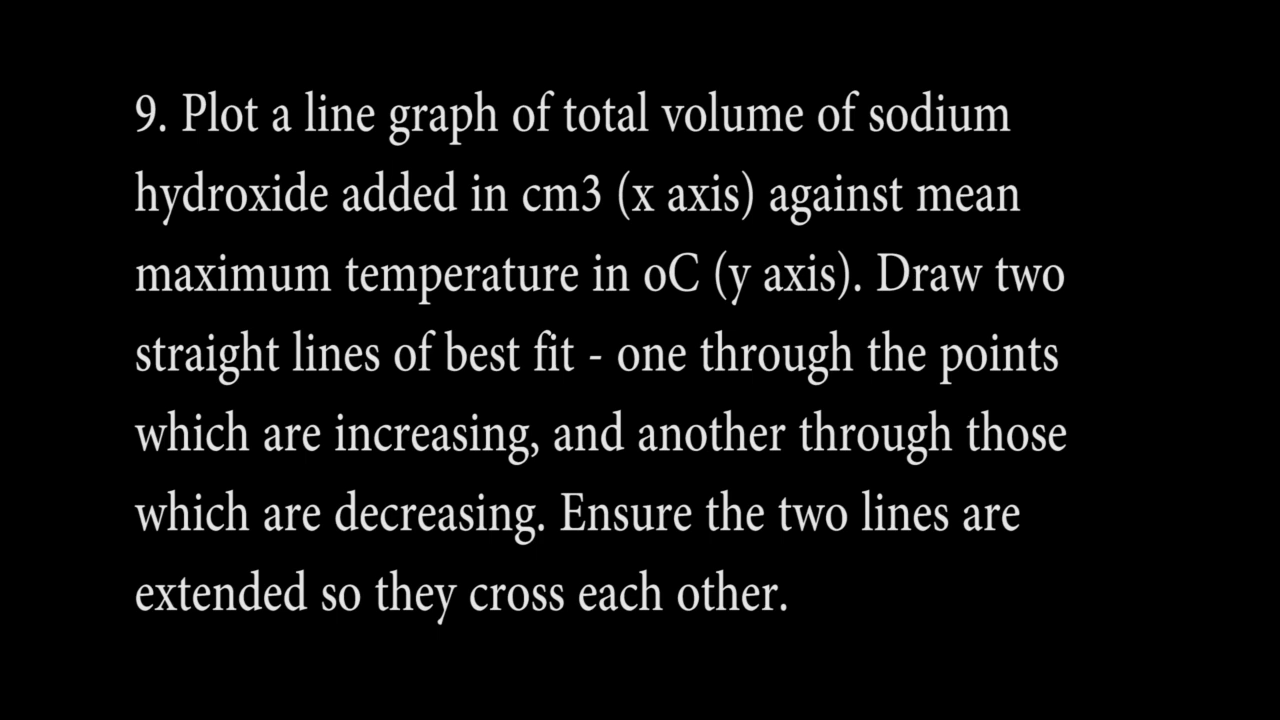 9. Plot a line graph of total volume of sodium
hydroxide added in cm3 (x axis) against mean
maximum temperature in oC (y axis). Draw two
straight lines of best fit - one through the points
which are increasing, and another through those
which are decreasing. Ensure the two lines are
extended so they cross each other.